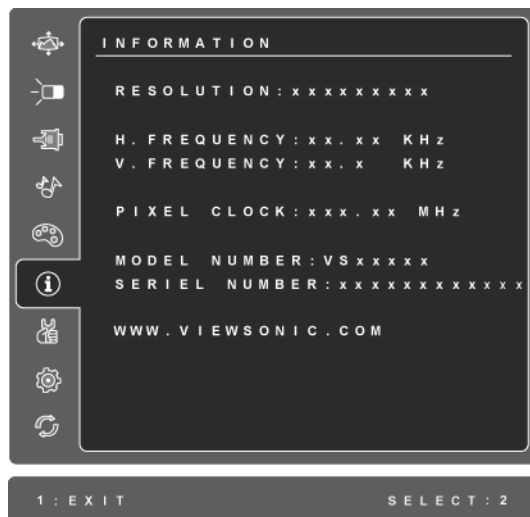 INFORMATION
RESOLUTION:xxxxxxxxx
H. FREQUENCY:xx.xx KHz
V. FREQUENCY:xx.x KHz
PIXEL CLOCK:xxx.xx MHz
MODEL NUMBER:VSxxxxx
SERIEL NUMBER:xxxxxxxxxxxx
WWW.VIEWSONIC.COM
1:EXIT SELECT:2